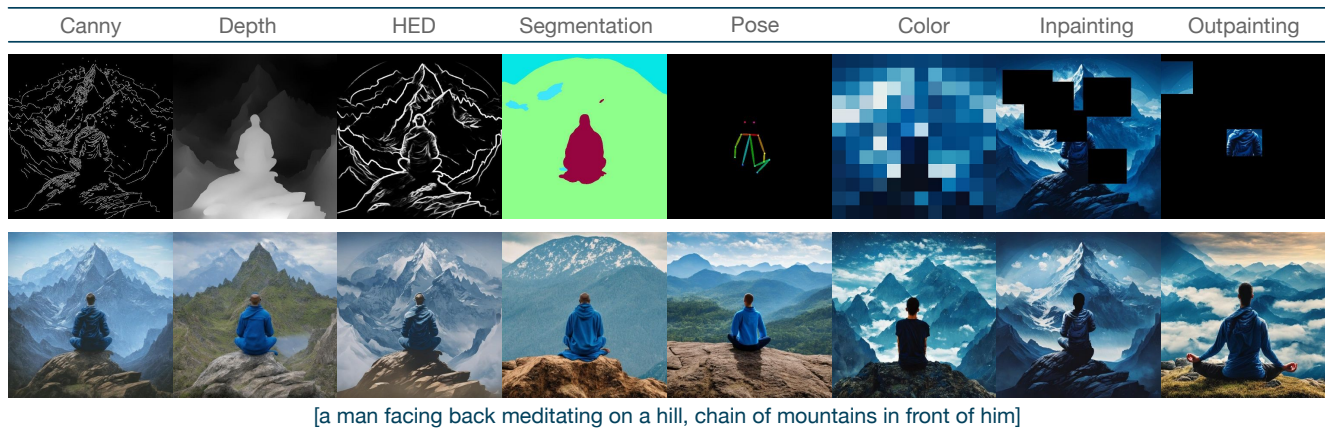 Canny Depth HED Segmentation Pose Color Inpainting Outpainting
[a man facing back meditating on a hill, chain of mountains in front of him]